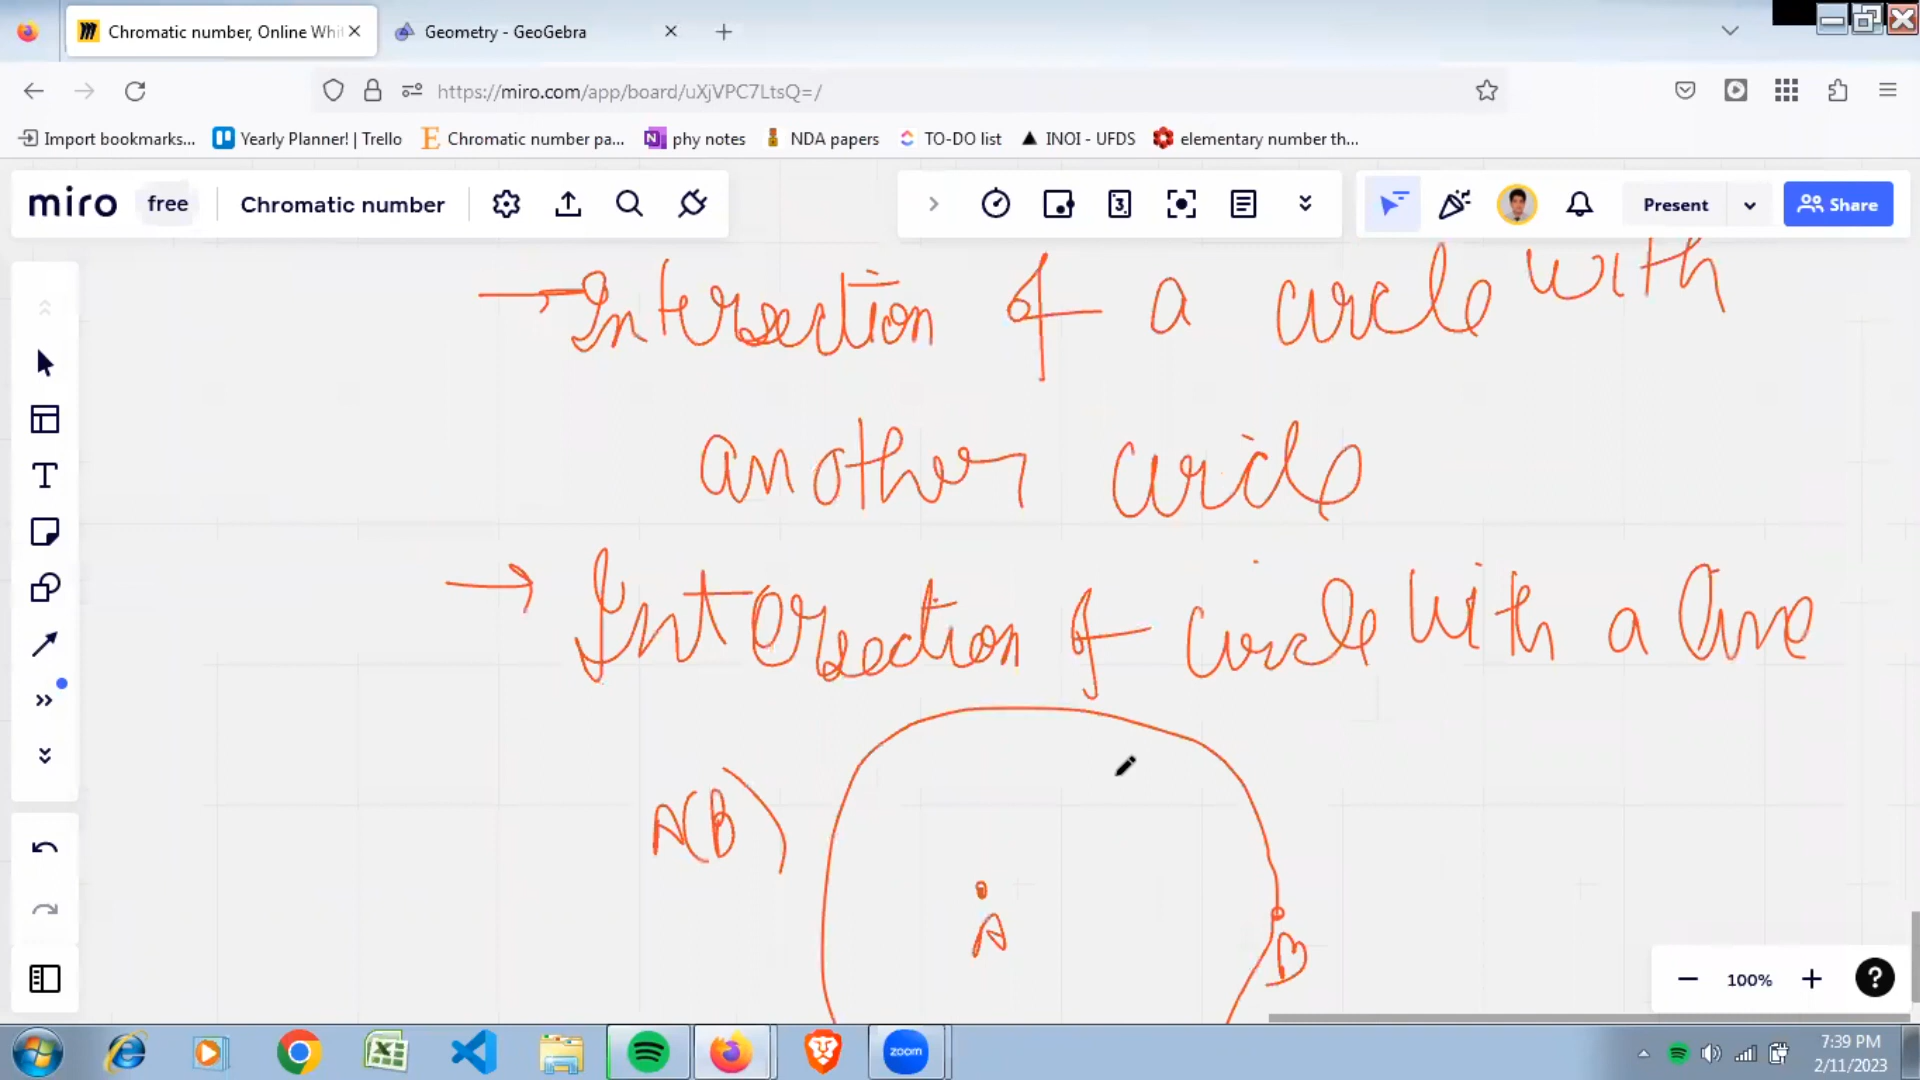 Chromatic number, Online Whit
Geometry - GeoGebra
https://miro.com/app/board/uXjVPC7LtsQ=/
Import bookmarks...
Yearly Planner! | Trello
Chromatic number pa...
phy notes
NDA papers
TO-DO list
INOI - UFDS
elementary number th...
miro
free
Chromatic number
Present
Share
→ Intersection of a circle with
another circle
→ Intersection of circle with a line
A(B)
A
B
100%
zoom
7:39 PM
2/11/2023